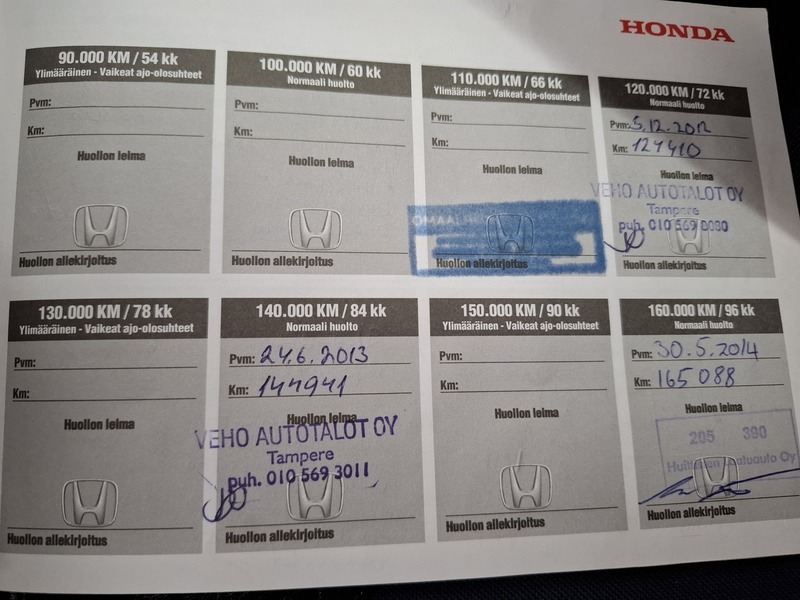 HONDA
90.000 KM / 54 kk
Ylimääräinen - Vaikeat ajo-olosuhteet
Pvm:
Km:
Huollon leima
Huollon allekirjoitus
100.000 KM / 60 kk
Normaali huolto
Pvm:
Km:
Huollon leima
Huollon allekirjoitus
110.000 KM / 66 kk
Ylimääräinen - Vaikeat ajo-olosuhteet
Pvm:
Km:
Huollon leima
Huollon allekirjoitus
120.000 KM / 72 kk
Normaali huolto
Pvm: 5.12.2012
Km: 124410
Huollon leima
VEHO AUTOTALOT OY
Tampere
puh. 010 569 3080
Huollon allekirjoitus
130.000 KM / 78 kk
Ylimääräinen - Vaikeat ajo-olosuhteet
Pvm:
Km:
Huollon leima
Huollon allekirjoitus
140.000 KM / 84 kk
Normaali huolto
Pvm: 24.6.2013
Km: 144941
Huollon leima
VEHO AUTOTALOT OY
Tampere
puh. 010 569 3011
Huollon allekirjoitus
150.000 KM / 90 kk
Ylimääräinen - Vaikeat ajo-olosuhteet
Pvm:
Km:
Huollon leima
Huollon allekirjoitus
160.000 KM / 96 kk
Normaali huolto
Pvm: 30.5.2014
Km: 165088
Huollon leima
205 390
Huittisten Laatuauto Oy
Huollon allekirjoitus